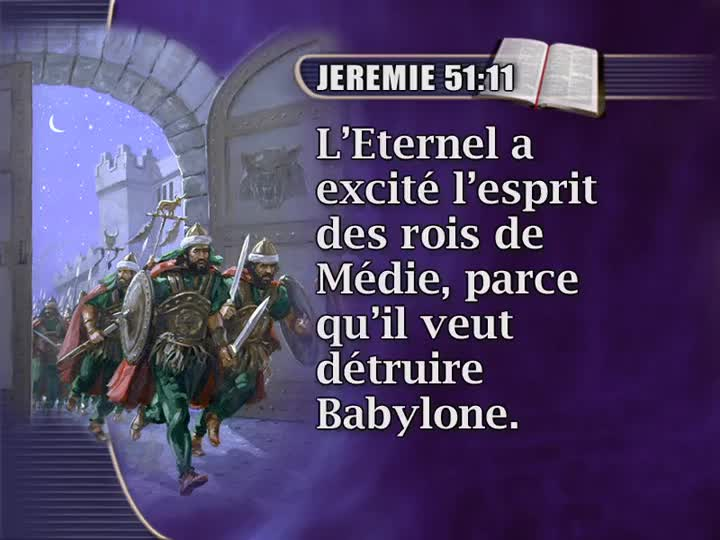 JEREMIE 51:11
L’Eternel a
excité l’esprit
des rois de
Médie, parce
qu’il veut
détruire
Babylone.